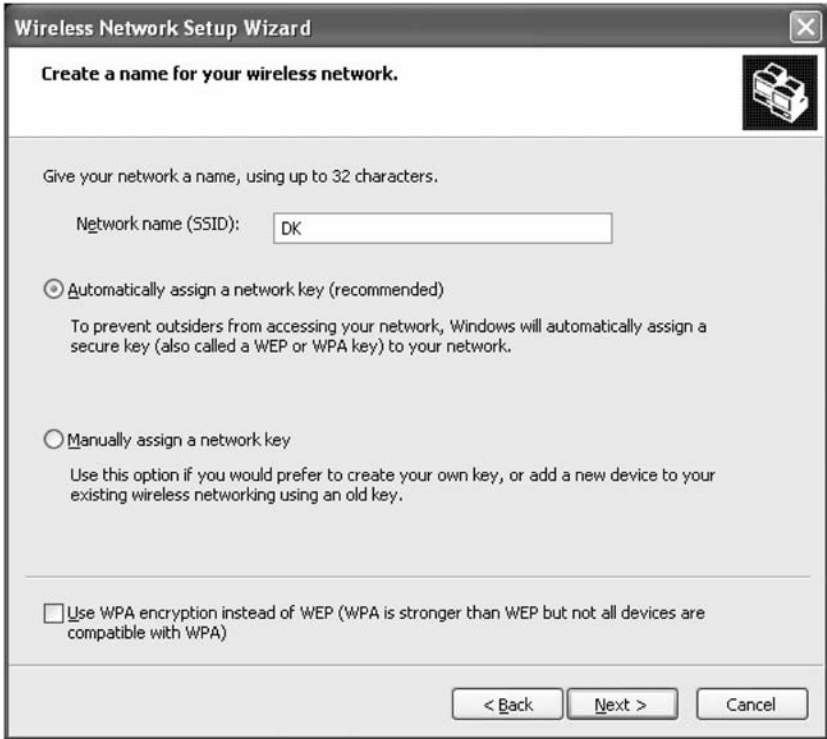 Wireless Network Setup Wizard
Create a name for your wireless network.
Give your network a name, using up to 32 characters.
Network name (SSID): DK
Automatically assign a network key (recommended)
To prevent outsiders from accessing your network, Windows will automatically assign a
secure key (also called a WEP or WPA key) to your network.
Manually assign a network key
Use this option if you would prefer to create your own key, or add a new device to your
existing wireless networking using an old key.
Use WPA encryption instead of WEP (WPA is stronger than WEP but not all devices are
compatible with WPA)
< Back Next > Cancel